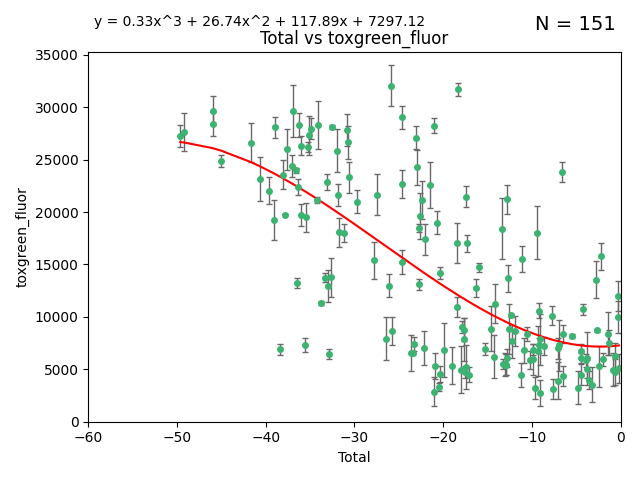 y = 0.33x^3 + 26.74x^2 + 117.89x + 7297.12
N = 151
Total vs toxgreen_fluor
35000
30000
25000
20000
15000
10000
5000
0
toxgreen_fluor
−60 −50 −40 −30 −20 −10 0
Total